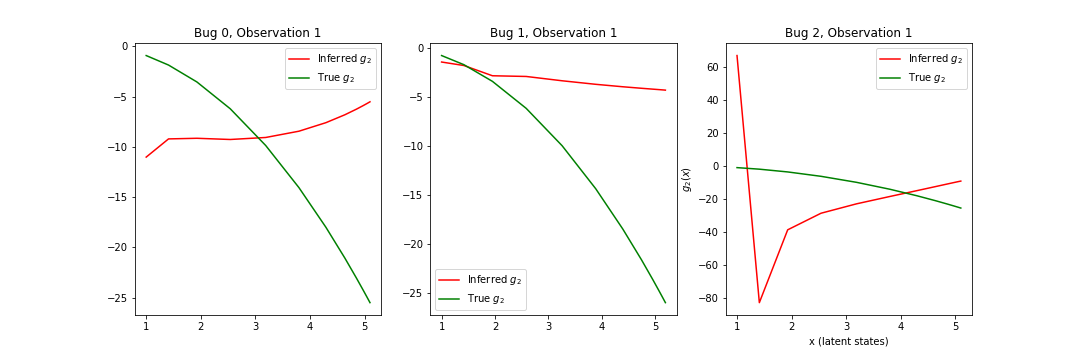 Bug 0, Observation 1
0
−5
−10
−15
−20
−25
1 2 3 4 5
Inferred g₂
True g₂
Bug 1, Observation 1
0
−5
−10
−15
−20
−25
1 2 3 4 5
Inferred g₂
True g₂
Bug 2, Observation 1
g₂(x)
60
40
20
0
−20
−40
−60
−80
1 2 3 4 5
x (latent states)
Inferred g₂
True g₂